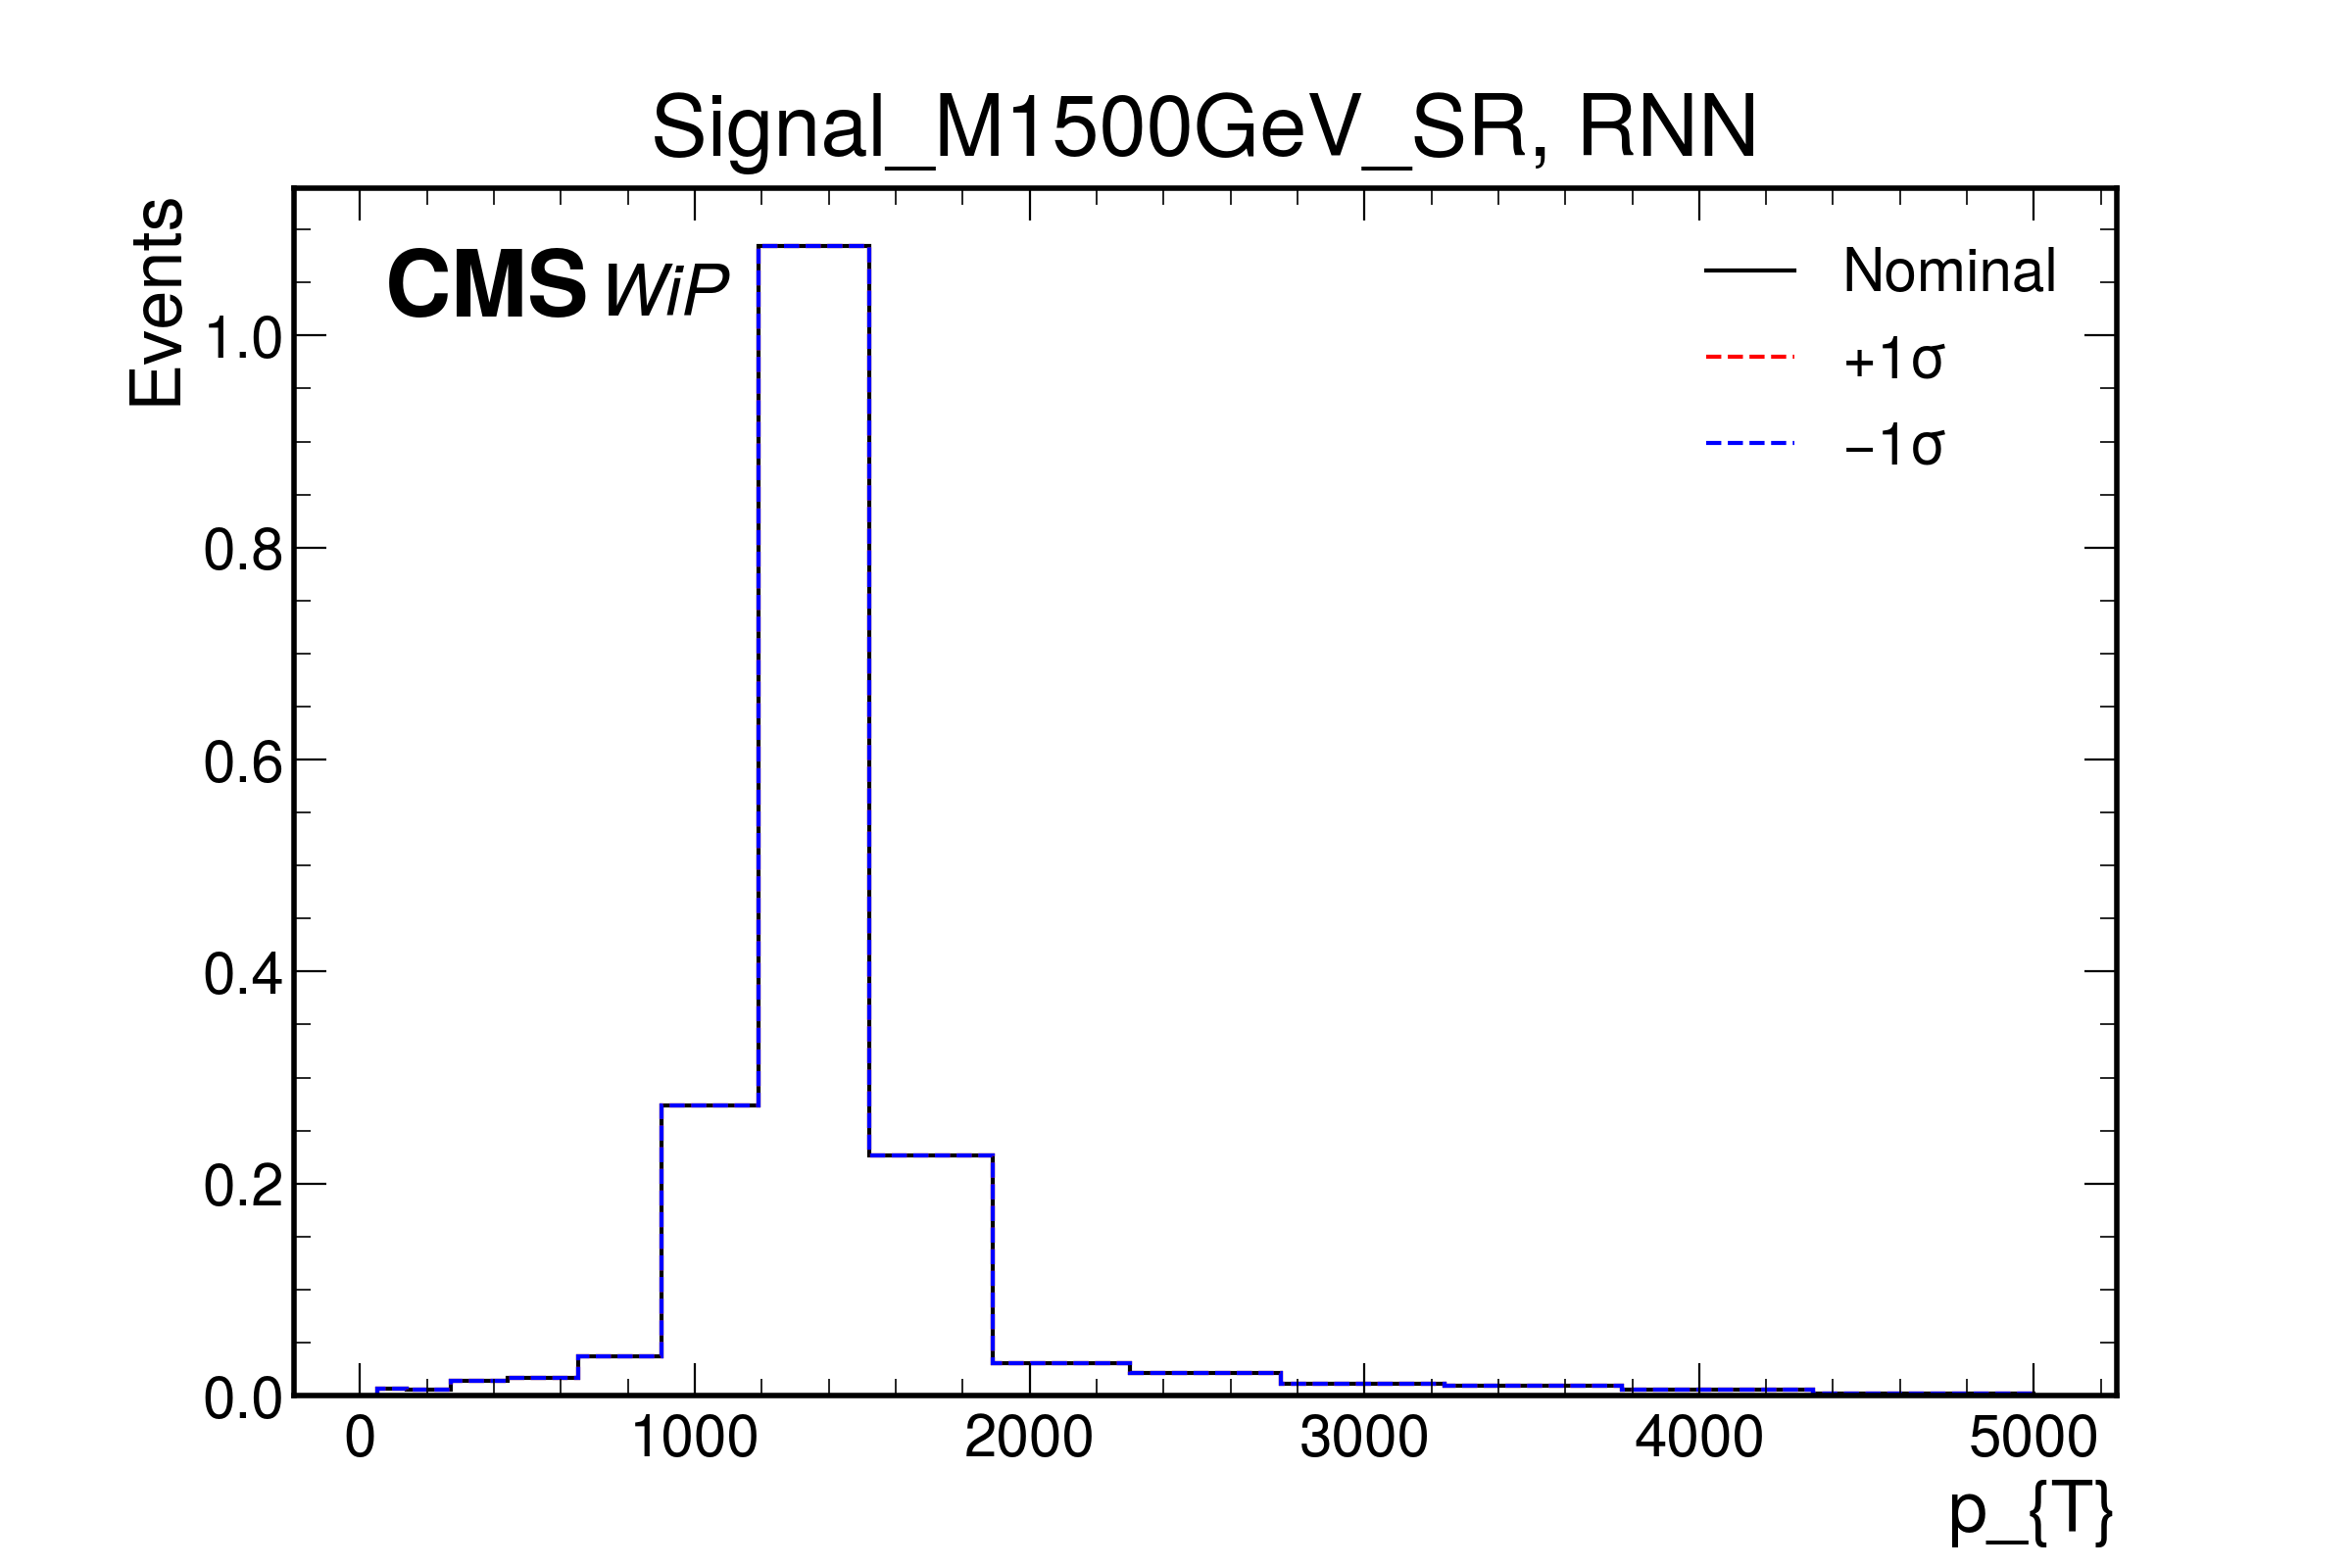 Signal_M1500GeV_SR, RNN
Events
CMS WiP
Nominal
+1σ
−1σ
1.0
0.8
0.6
0.4
0.2
0.0
0 1000 2000 3000 4000 5000
p_{T}